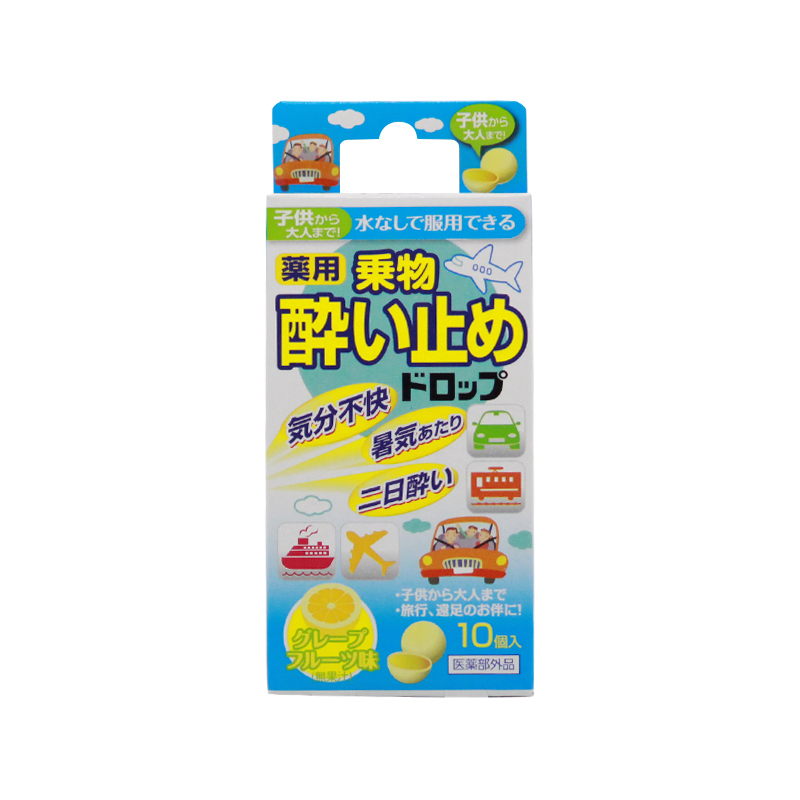 子供から
大人まで!
子供から
大人まで!
水なしで服用できる
薬用
乗物
酔い止め
ドロップ
気分不快
暑気あたり
二日酔い
・子供から大人まで
・旅行、遠足のお伴に!
グレープ
フルーツ味
(無果汁)
10個入
医薬部外品